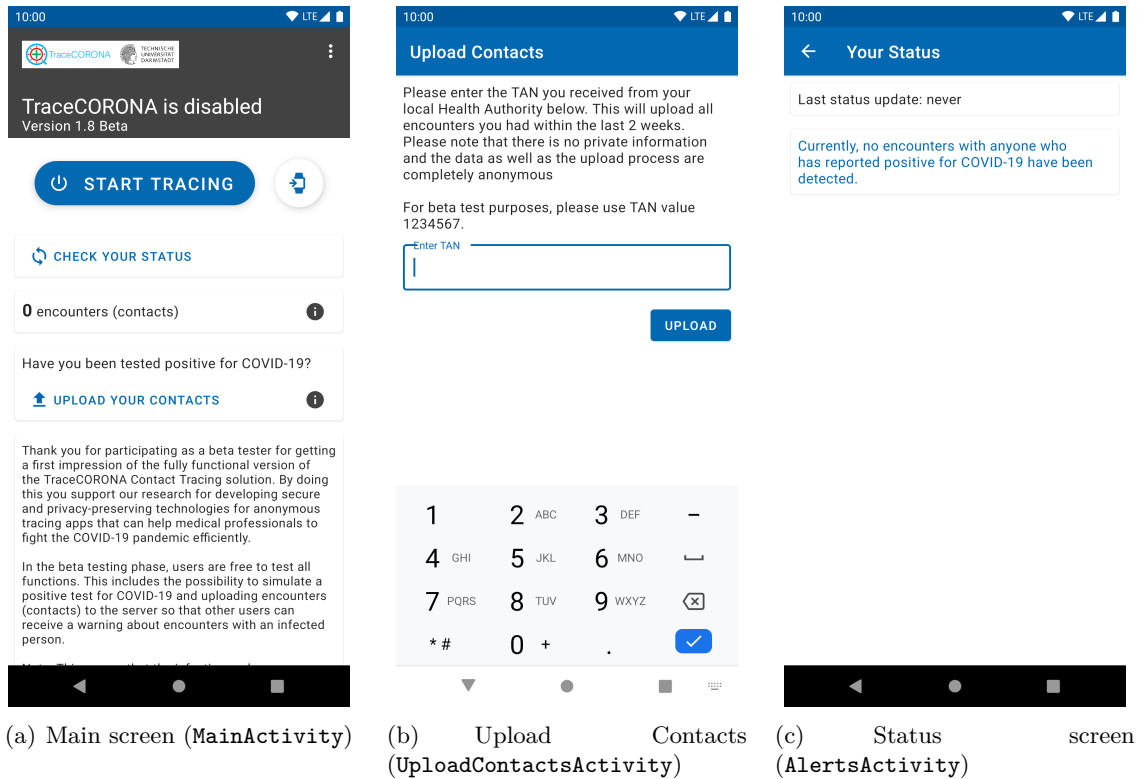 10:00
LTE
TraceCORONA
TECHNISCHE
UNIVERSITÄT
DARMSTADT
TraceCORONA is disabled
Version 1.8 Beta
START TRACING
CHECK YOUR STATUS
0 encounters (contacts)
Have you been tested positive for COVID-19?
UPLOAD YOUR CONTACTS
Thank you for participating as a beta tester for getting
a first impression of the fully functional version of
the TraceCORONA Contact Tracing solution. By doing
this you support our research for developing secure
and privacy-preserving technologies for anonymous
tracing apps that can help medical professionals to
fight the COVID-19 pandemic efficiently.
In the beta testing phase, users are free to test all
functions. This includes the possibility to simulate a
positive test for COVID-19 and uploading encounters
(contacts) to the server so that other users can
receive a warning about encounters with an infected
person.
(a) Main screen (MainActivity)
10:00
LTE
Upload Contacts
Please enter the TAN you received from your
local Health Authority below. This will upload all
encounters you had within the last 2 weeks.
Please note that there is no private information
and the data as well as the upload process are
completely anonymous
For beta test purposes, please use TAN value
1234567.
Enter TAN
UPLOAD
1 2 ABC 3 DEF -
4 GHI 5 JKL 6 MNO
7 PQRS 8 TUV 9 WXYZ
* # 0 + .
(b) Upload Contacts
(UploadContactsActivity)
10:00
LTE
Your Status
Last status update: never
Currently, no encounters with anyone who
has reported positive for COVID-19 have been
detected.
(c) Status screen
(AlertsActivity)